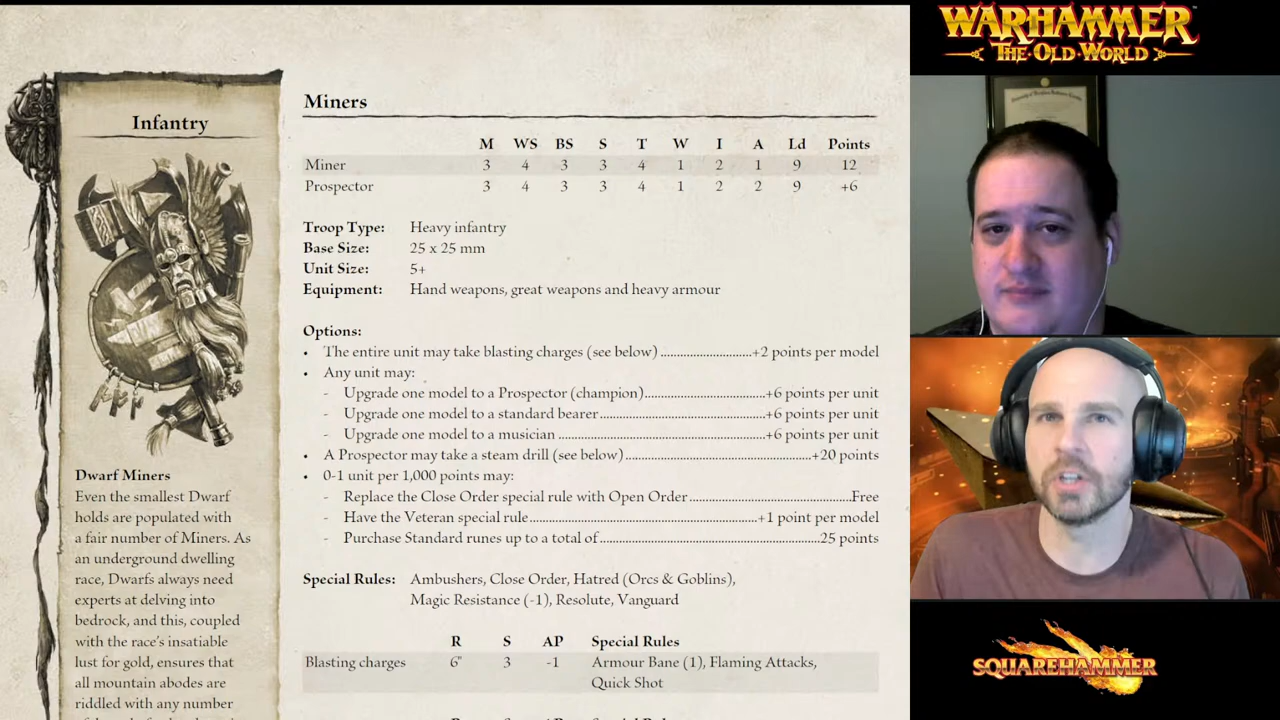 Infantry
Dwarf Miners
Even the smallest Dwarf
holds are populated with
a fair number of Miners. As
an underground dwelling
race, Dwarfs always need
experts at delving into
bedrock, and this, coupled
with the race's insatiable
lust for gold, ensures that
all mountain abodes are
riddled with any number
Miners
M WS BS S T W I A Ld Points
Miner 3 4 3 3 4 1 2 1 9 12
Prospector 3 4 3 3 4 1 2 2 9 +6
Troop Type: Heavy infantry
Base Size: 25 x 25 mm
Unit Size: 5+
Equipment: Hand weapons, great weapons and heavy armour
Options:
• The entire unit may take blasting charges (see below) ......................+2 points per model
• Any unit may:
- Upgrade one model to a Prospector (champion)............................+6 points per unit
- Upgrade one model to a standard bearer.......................................+6 points per unit
- Upgrade one model to a musician ................................................+6 points per unit
• A Prospector may take a steam drill (see below)...........................................+20 points
• 0-1 unit per 1,000 points may:
- Replace the Close Order special rule with Open Order......................................Free
- Have the Veteran special rule......................................................+1 point per model
- Purchase Standard runes up to a total of....................................................25 points
Special Rules: Ambushers, Close Order, Hatred (Orcs & Goblins),
Magic Resistance (-1), Resolute, Vanguard
R S AP Special Rules
Blasting charges 6" 3 -1 Armour Bane (1), Flaming Attacks,
Quick Shot
WARHAMMER
THE OLD WORLD
SQUAREHAMMER